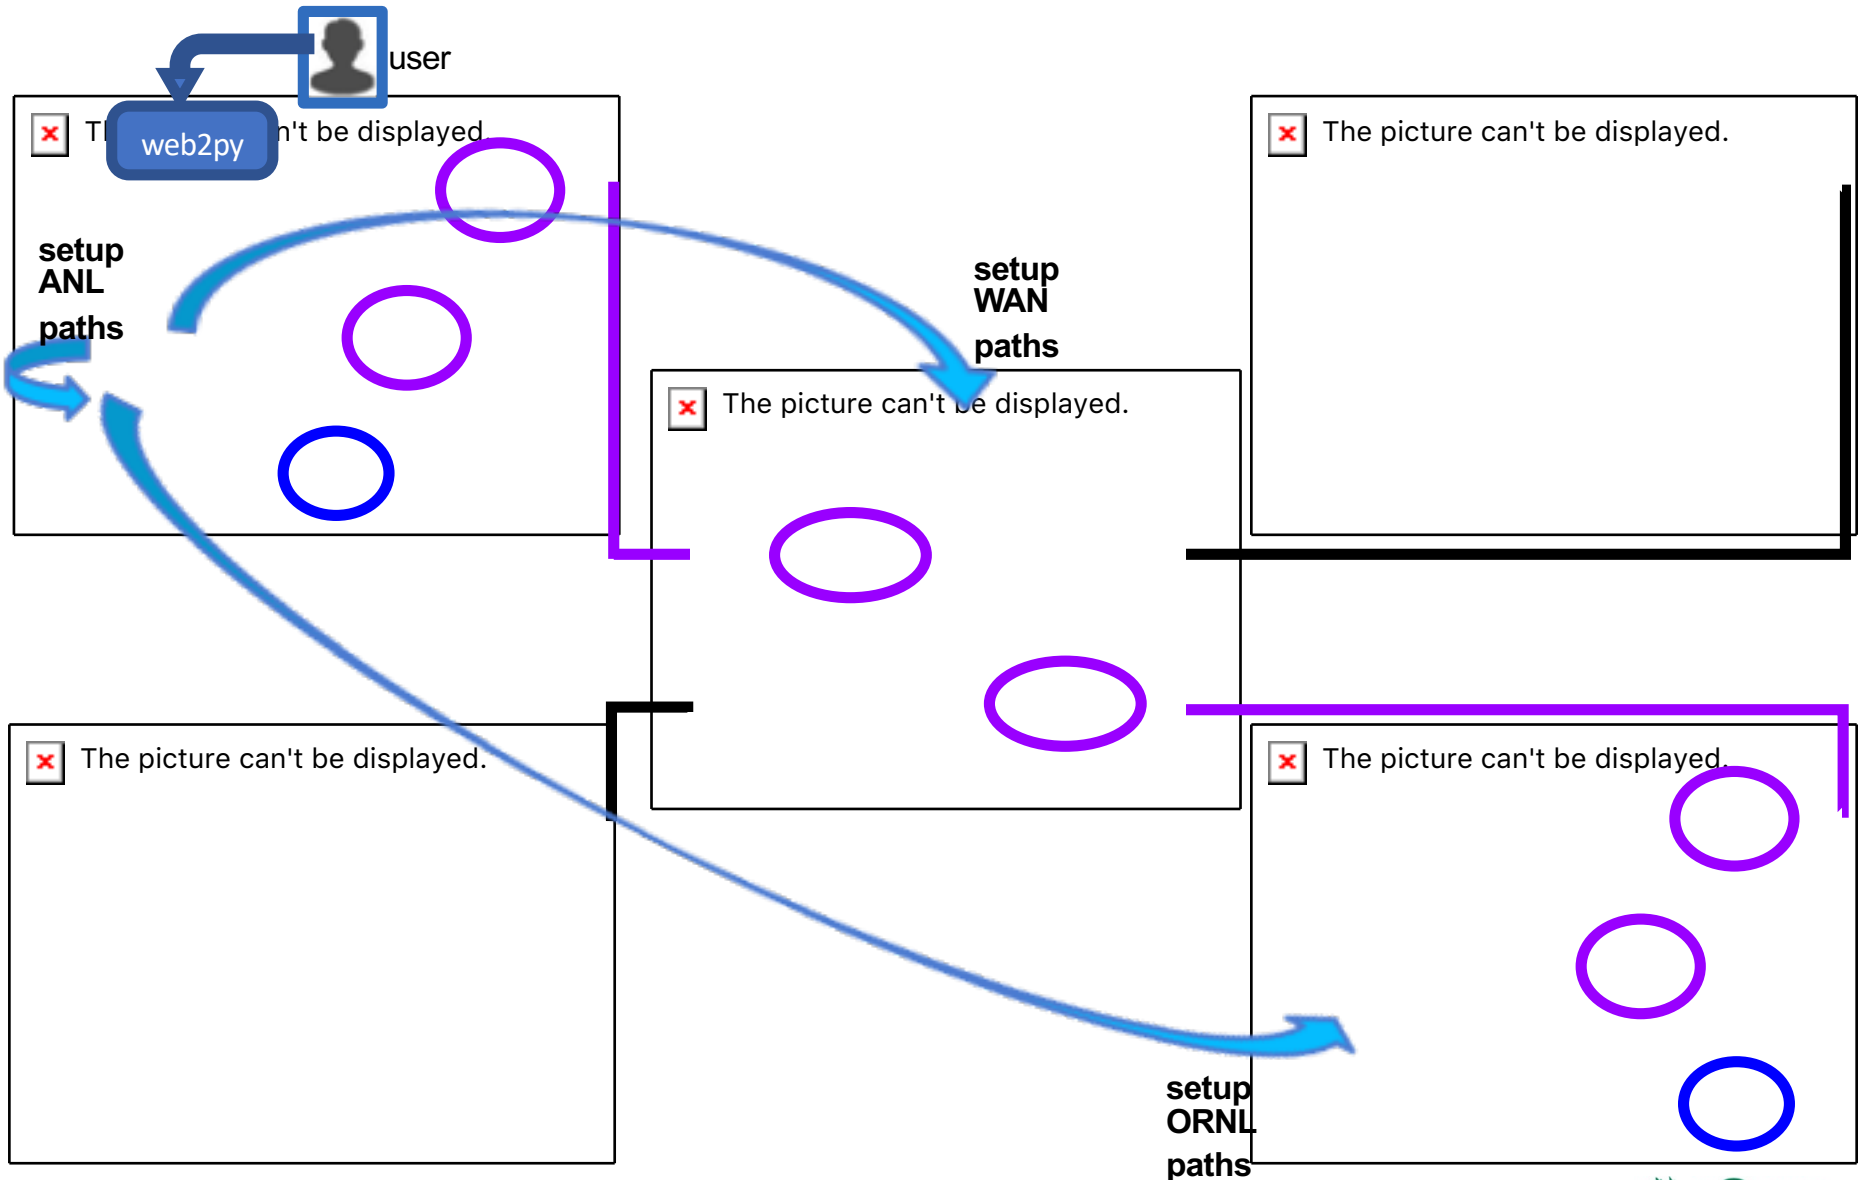 user
web2py
n't be displayed.
The picture can't be displayed.
setup
ANL
paths
setup
WAN
paths
The picture can't be displayed.
The picture can't be displayed.
The picture can't be displayed.
setup
ORNL
paths